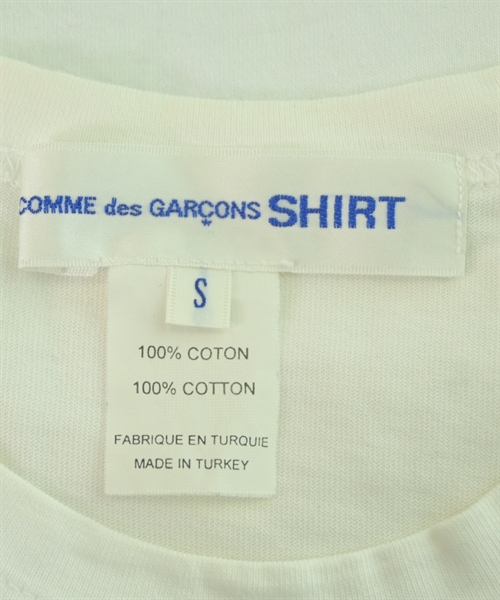 COMME des GARÇONS SHIRT
S
100% COTON
100% COTTON
FABRIQUE EN TURQUIE
MADE IN TURKEY